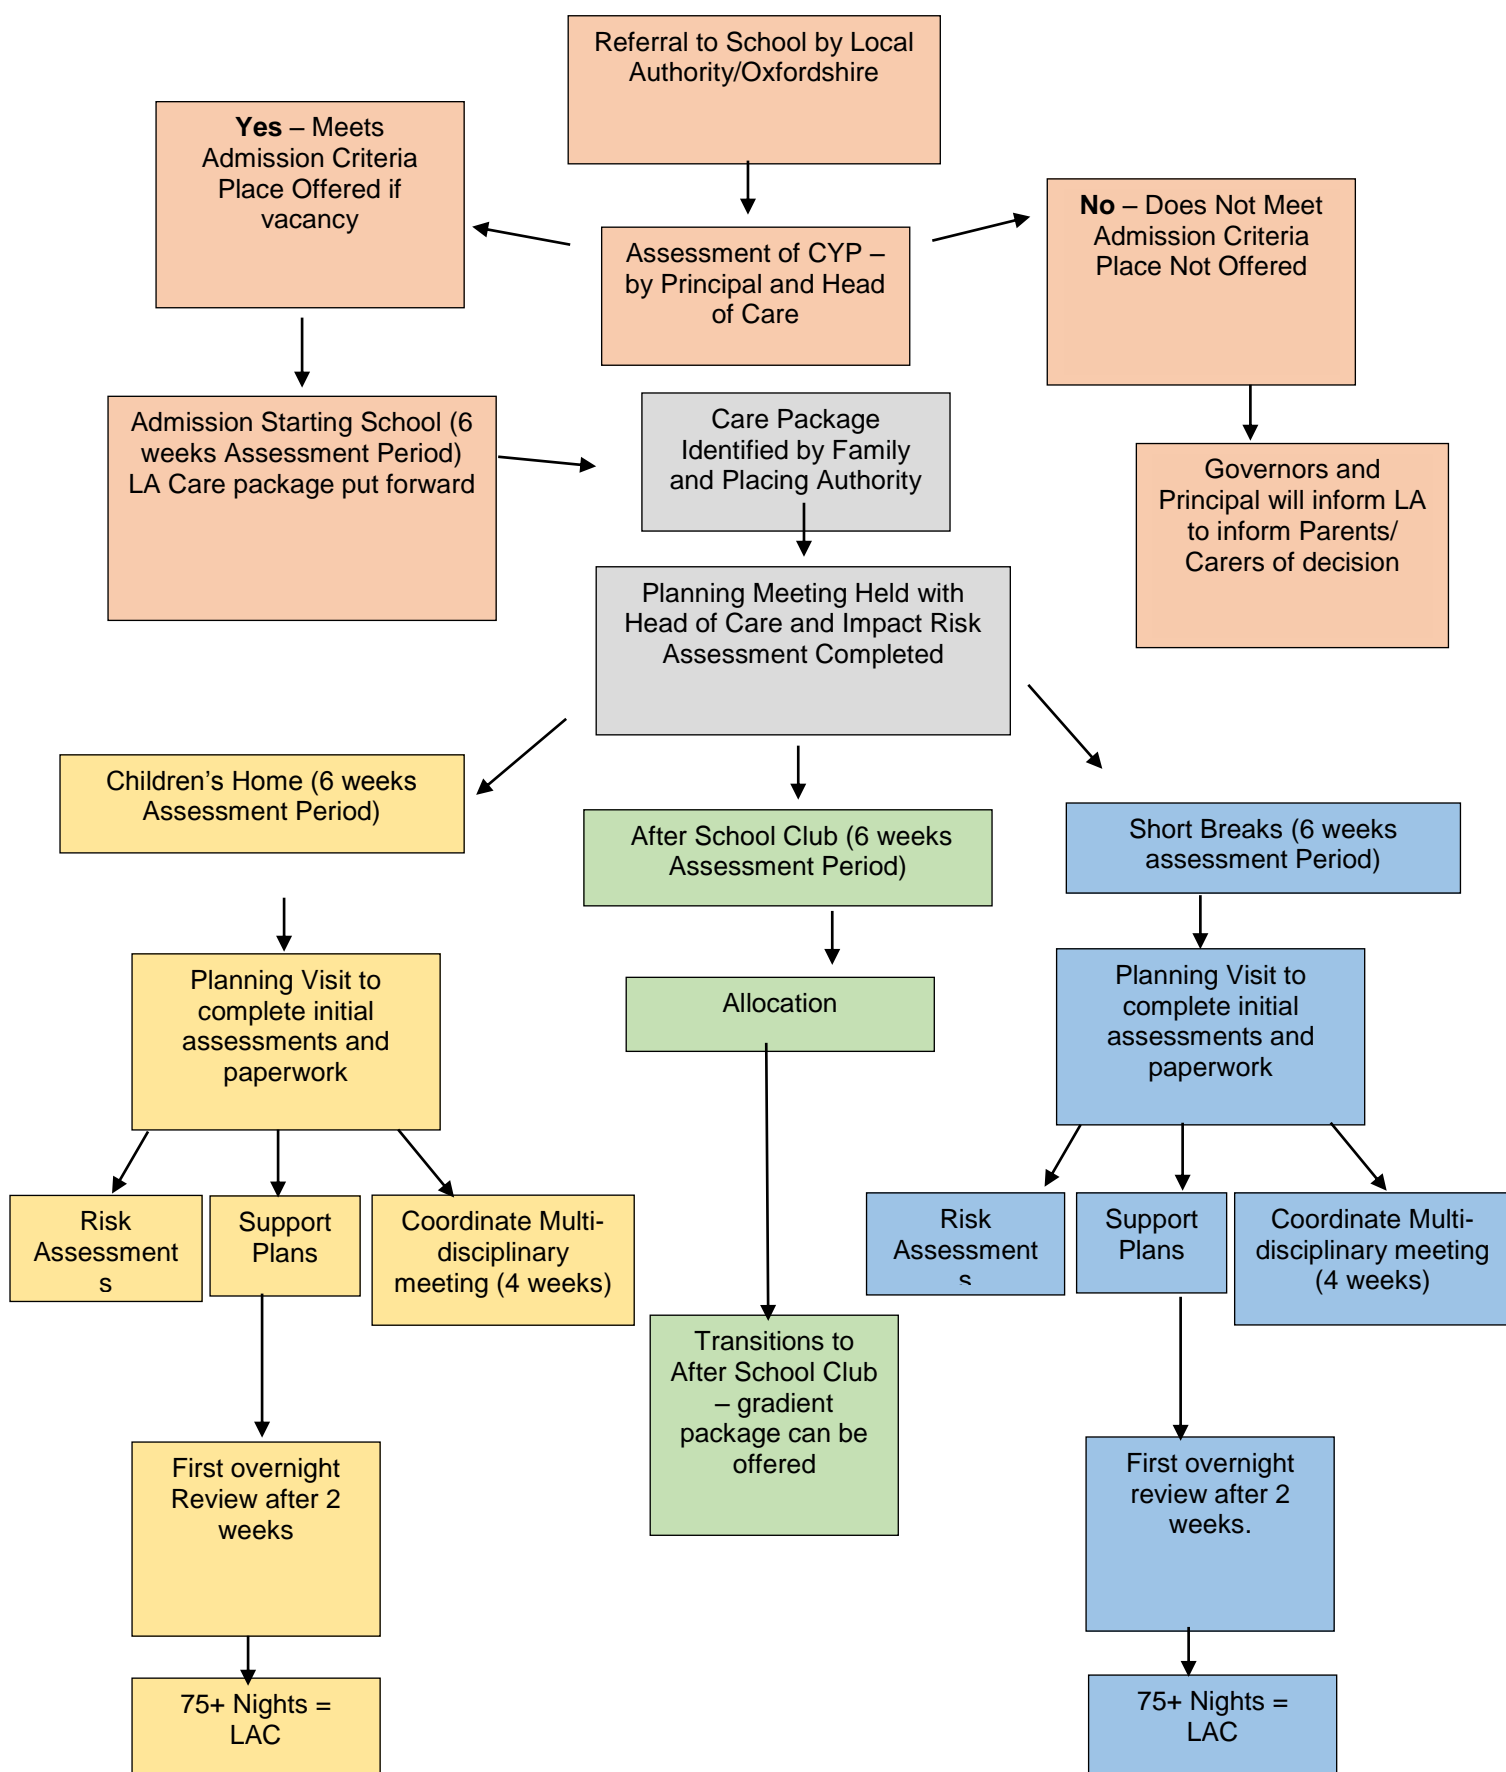 Referral to School by Local
Authority/Oxfordshire
Yes – Meets
Admission Criteria
Place Offered if
vacancy
No – Does Not Meet
Admission Criteria
Place Not Offered
Assessment of CYP –
by Principal and Head
of Care
Admission Starting School (6
weeks Assessment Period)
LA Care package put forward
Care Package
Identified by Family
and Placing Authority
Governors and
Principal will inform LA
to inform Parents/
Carers of decision
Planning Meeting Held with
Head of Care and Impact Risk
Assessment Completed
Children's Home (6 weeks
Assessment Period)
After School Club (6 weeks
Assessment Period)
Short Breaks (6 weeks
assessment Period)
Planning Visit to
complete initial
assessments and
paperwork
Allocation
Planning Visit to
complete initial
assessments and
paperwork
Risk
Assessment
s
Support
Plans
Coordinate Multi-
disciplinary
meeting (4 weeks)
Risk
Assessment
s
Support
Plans
Coordinate Multi-
disciplinary meeting
(4 weeks)
Transitions to
After School Club
– gradient
package can be
offered
First overnight
Review after 2
weeks
First overnight
review after 2
weeks.
75+ Nights =
LAC
75+ Nights =
LAC